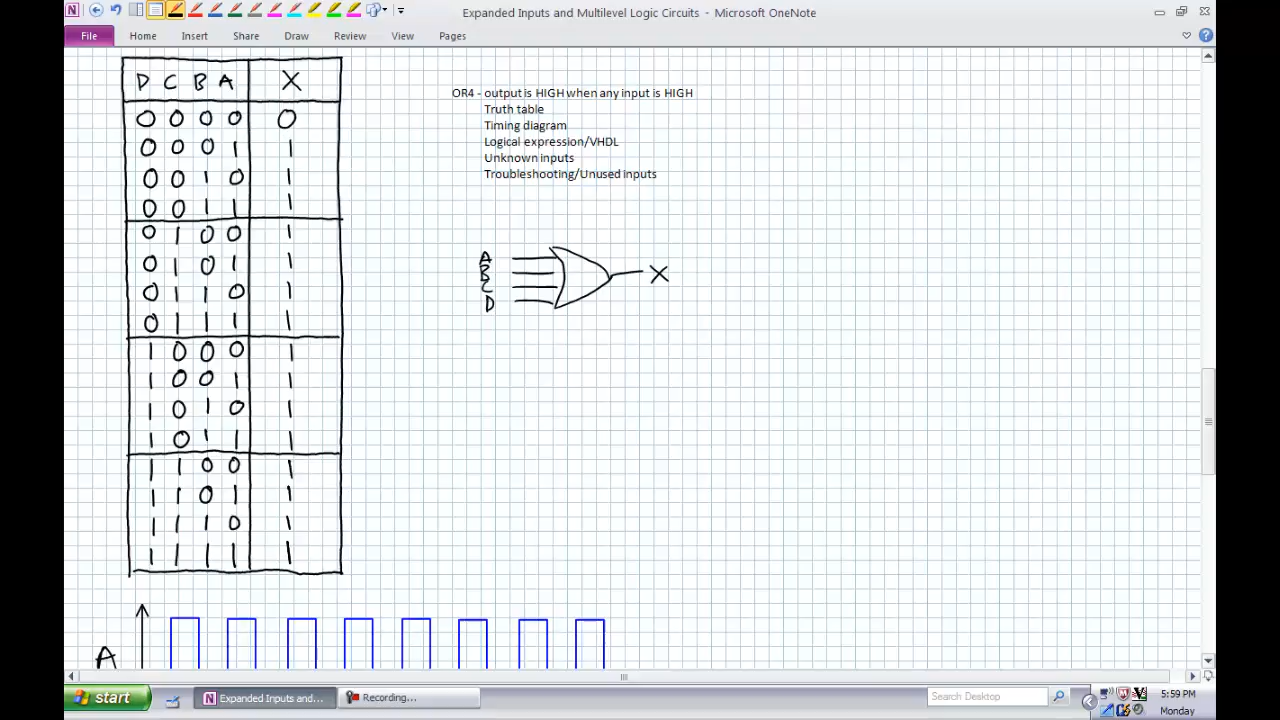 Expanded Inputs and Multilevel Logic Circuits - Microsoft OneNote
File Home Insert Share Draw Review View Pages
D C B A X
0 0 0 0 0
0 0 0 1 1
0 0 1 0 1
0 0 1 1 1
0 1 0 0 1
0 1 0 1 1
0 1 1 0 1
0 1 1 1 1
1 0 0 0 1
1 0 0 1 1
1 0 1 0 1
1 0 1 1 1
1 1 0 0 1
1 1 0 1 1
1 1 1 0 1
1 1 1 1 1
OR4 - output is HIGH when any input is HIGH
Truth table
Timing diagram
Logical expression/VHDL
Unknown inputs
Troubleshooting/Unused inputs
A
B
C
D
X
A
start
Expanded Inputs and...
Recording...
Search Desktop
5:59 PM
Monday